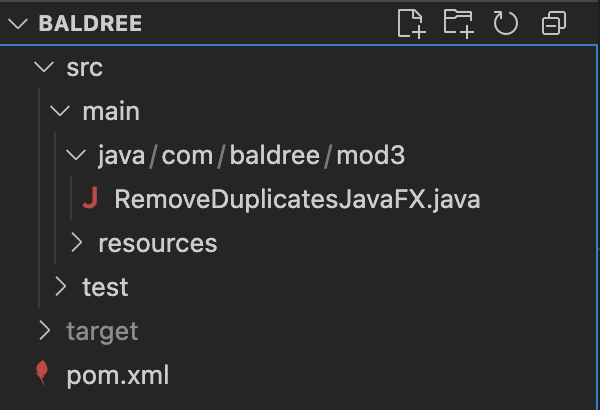 BALDREE
src
main
java/com/baldree/mod3
J RemoveDuplicatesJavaFX.java
resources
test
target
pom.xml